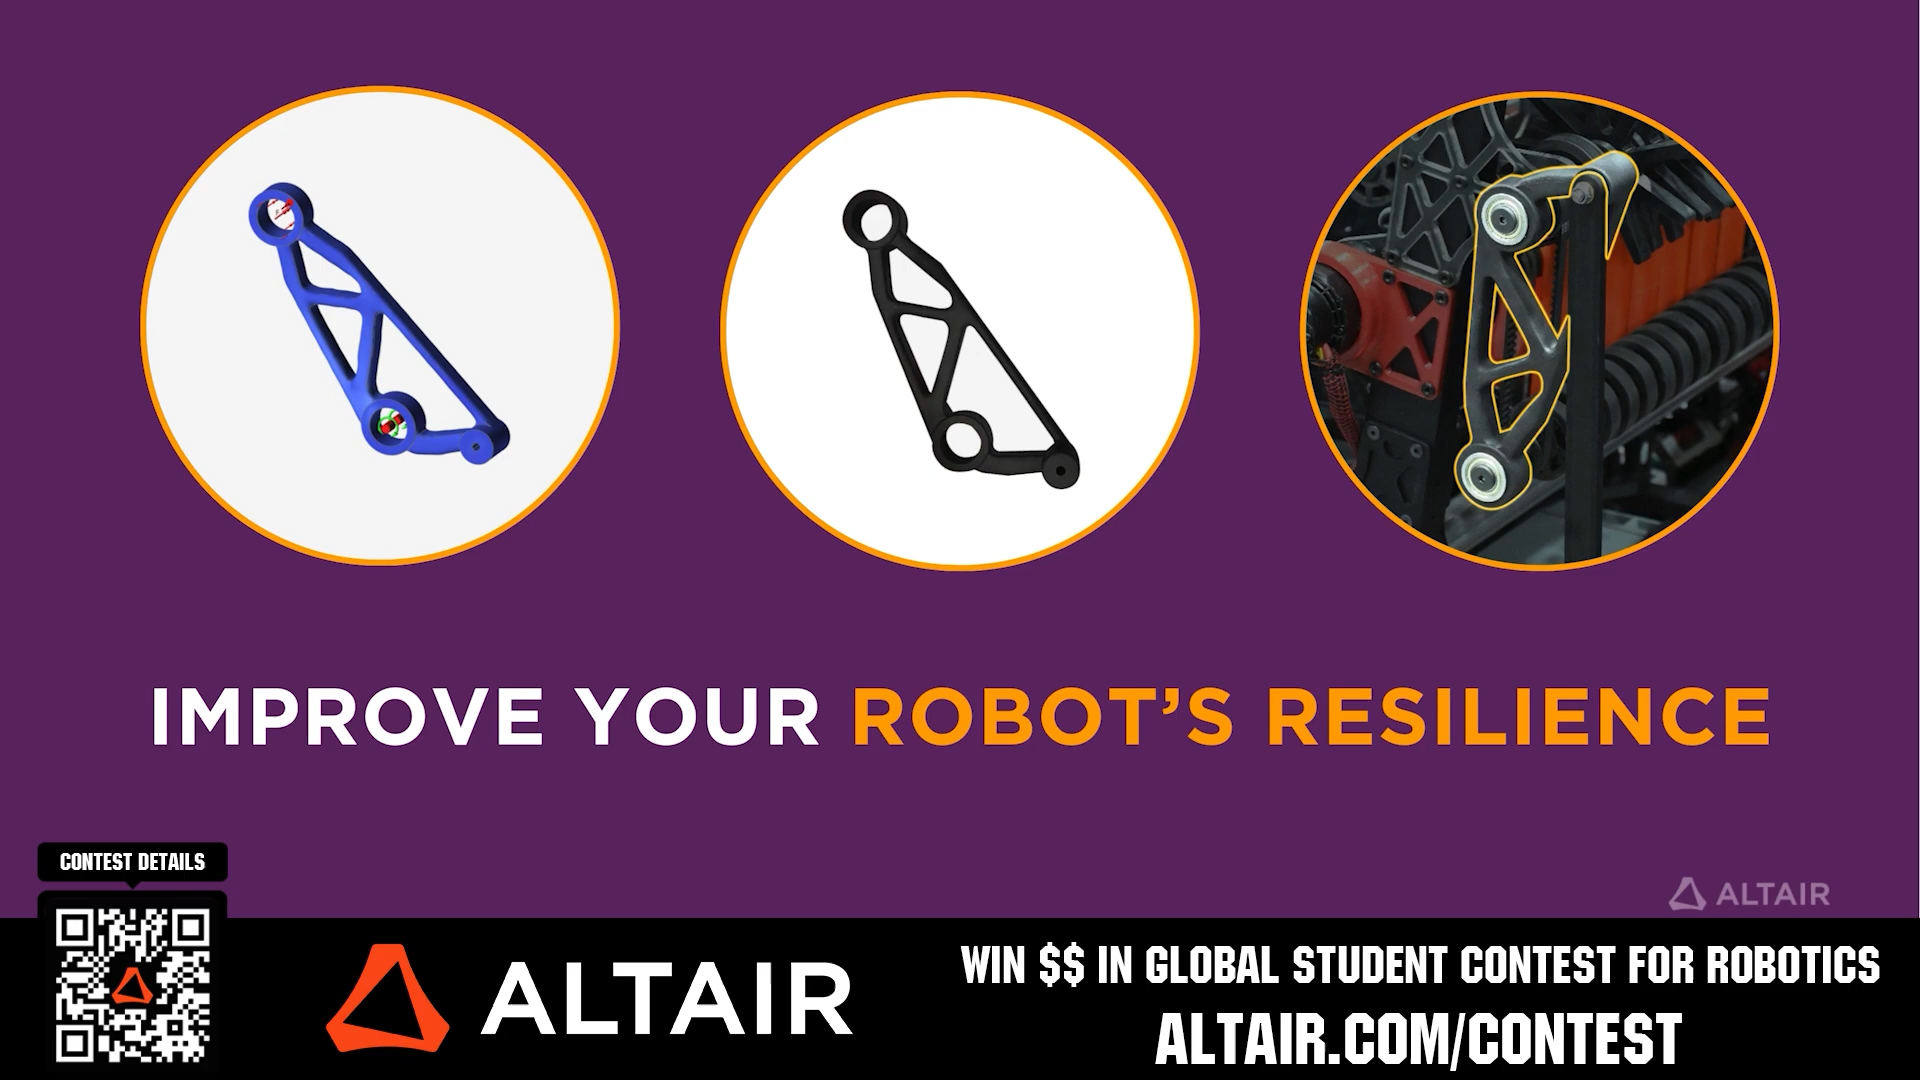 IMPROVE YOUR ROBOT'S RESILIENCE
CONTEST DETAILS
ALTAIR
ALTAIR
WIN $$ IN GLOBAL STUDENT CONTEST FOR ROBOTICS
ALTAIR.COM/CONTEST